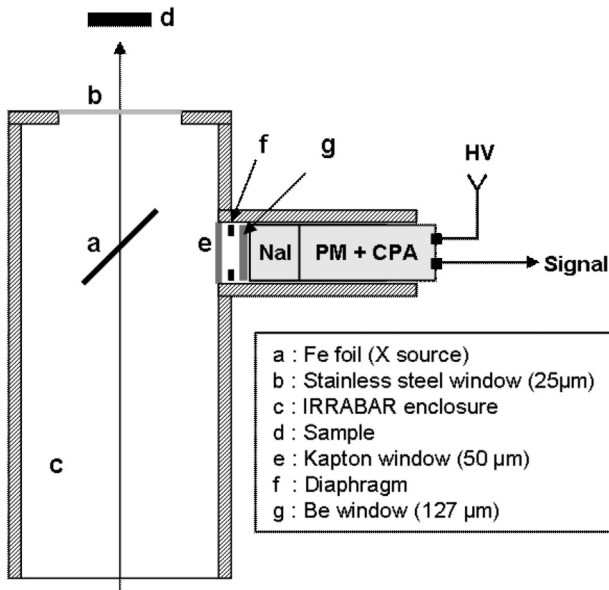 d
b
f
g
HV
a
e
NaI
PM + CPA
Signal
c
a : Fe foil (X source)
b : Stainless steel window (25µm)
c : IRRABAR enclosure
d : Sample
e : Kapton window (50 µm)
f : Diaphragm
g : Be window (127 µm)